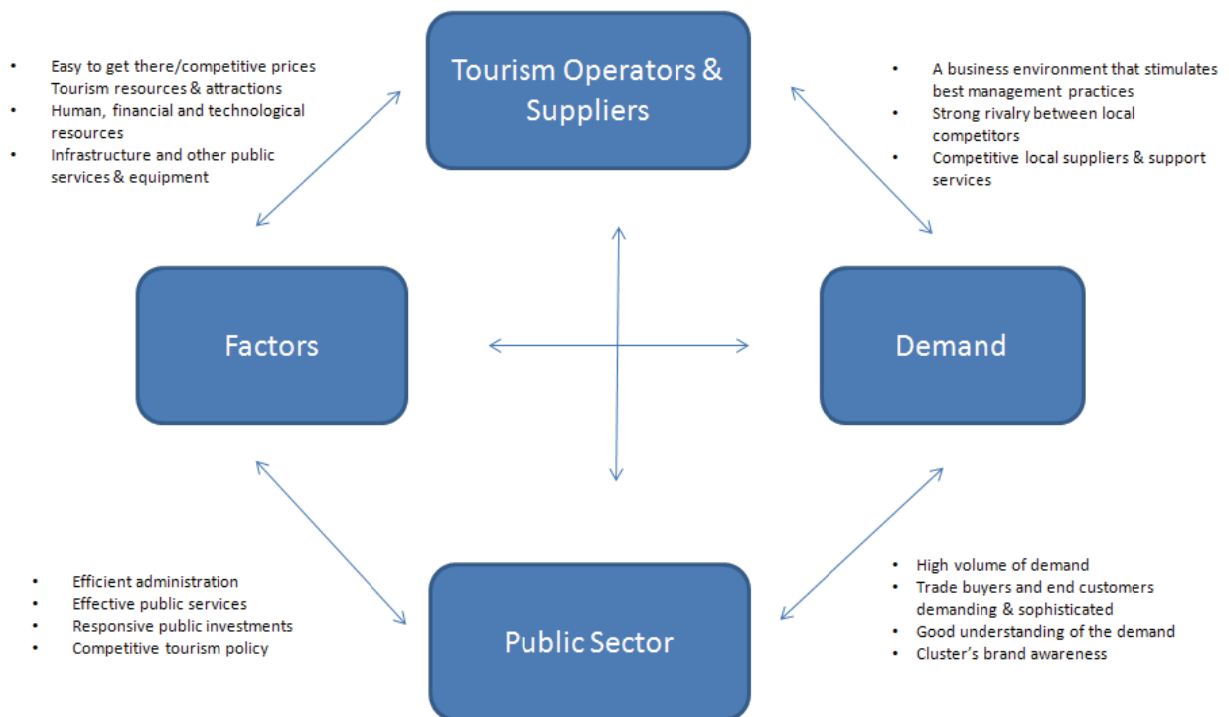 Tourism Operators &
Suppliers
• Easy to get there/competitive prices
Tourism resources & attractions
• Human, financial and technological
resources
• Infrastructure and other public
services & equipment
• A business environment that stimulates
best management practices
• Strong rivalry between local
competitors
• Competitive local suppliers & support
services
Factors
Demand
• Efficient administration
• Effective public services
• Responsive public investments
• Competitive tourism policy
Public Sector
• High volume of demand
• Trade buyers and end customers
demanding & sophisticated
• Good understanding of the demand
• Cluster's brand awareness